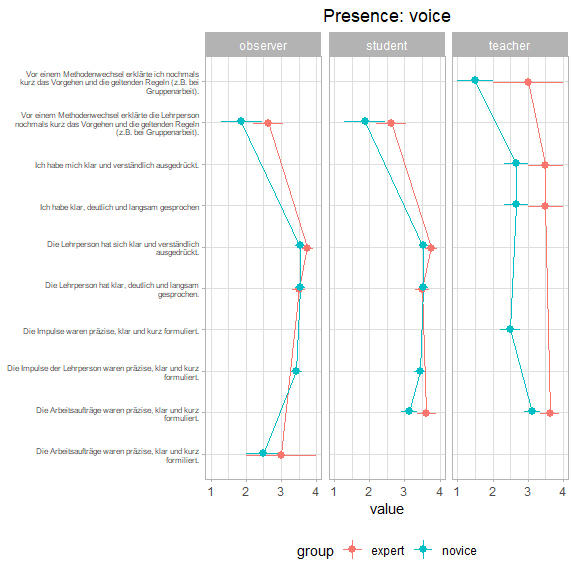 Presence: voice
observer
student
teacher
Vor einem Methodenwechsel erklärte ich nochmals
kurz das Vorgehen und die geltenden Regeln (z.B. bei
Gruppenarbeit).
Vor einem Methodenwechsel erklärte die Lehrperson
nochmals kurz das Vorgehen und die geltenden Regeln
(z.B. bei Gruppenarbeit).
Ich habe mich klar und verständlich ausgedrückt.
Ich habe klar, deutlich und langsam gesprochen
Die Lehrperson hat sich klar und verständlich
ausgedrückt.
Die Lehrperson hat klar, deutlich und langsam
gesprochen.
Die Impulse waren präzise, klar und kurz formuliert.
Die Impulse der Lehrperson waren präzise, klar und kurz
formuliert.
Die Arbeitsaufträge waren präzise, klar und kurz
formuliert.
Die Arbeitsaufträge waren präzise, klar und kurz
formiliert.
1 2 3 4 1 2 3 4 1 2 3 4
value
group expert novice